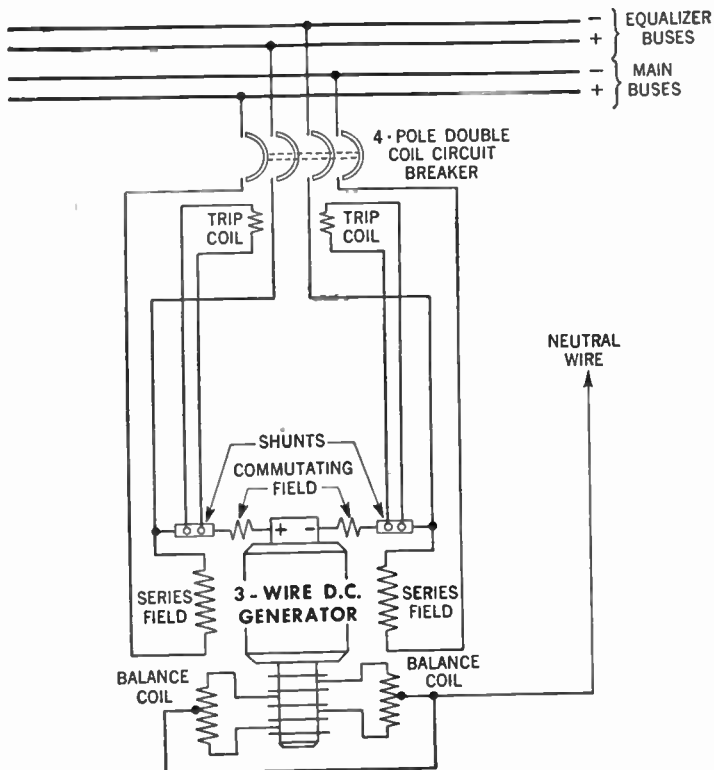 - EQUALIZER
+ BUSES
- MAIN
+ BUSES
4-POLE DOUBLE
COIL CIRCUIT
BREAKER
TRIP
COIL
TRIP
COIL
NEUTRAL
WIRE
SHUNTS
COMMUTATING
FIELD
+ -
SERIES
FIELD
3-WIRE D.C.
GENERATOR
SERIES
FIELD
BALANCE
COIL
BALANCE
COIL